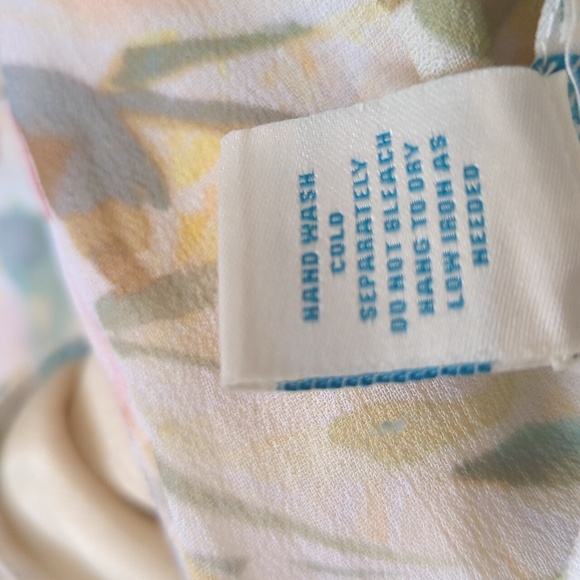 HAND WASH
COLD
SEPARATELY
DO NOT BLEACH
HANG TO DRY
LOW IRON AS
NEEDED